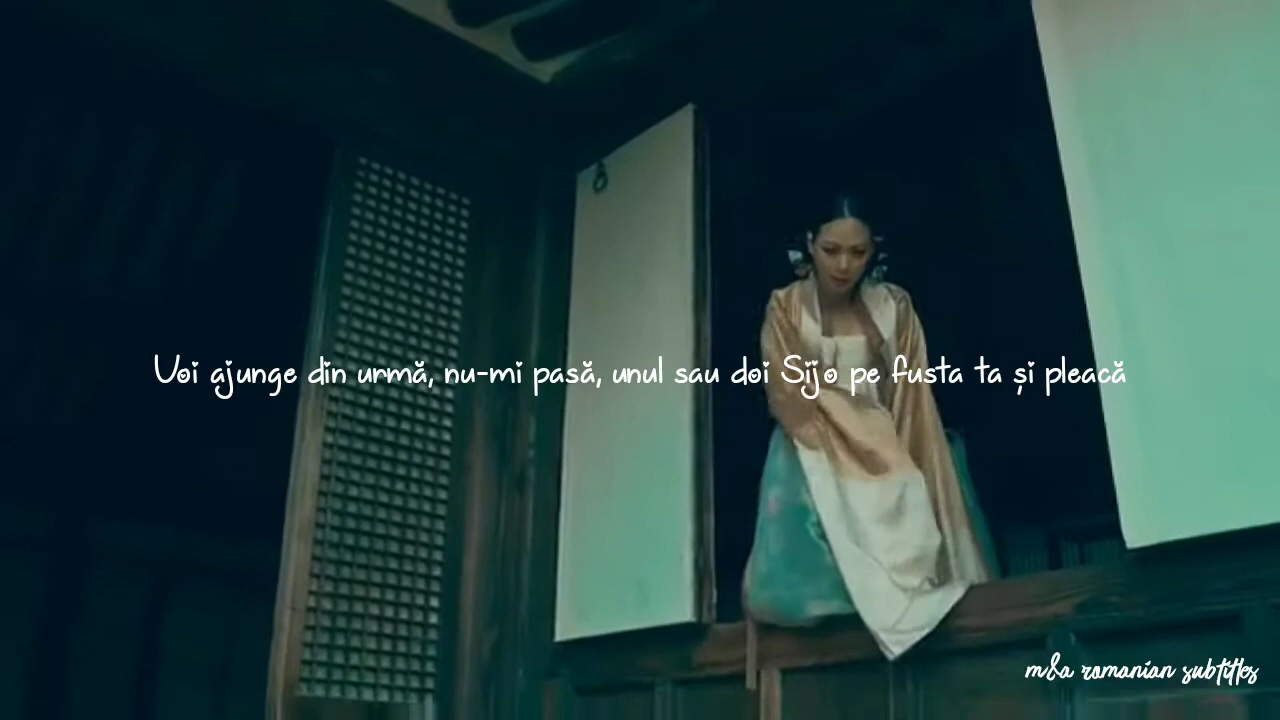 Voi ajunge din urmă, nu-mi pasă, unul sau doi Sijo pe fusta ta și pleacă
m&a romanian subtitles